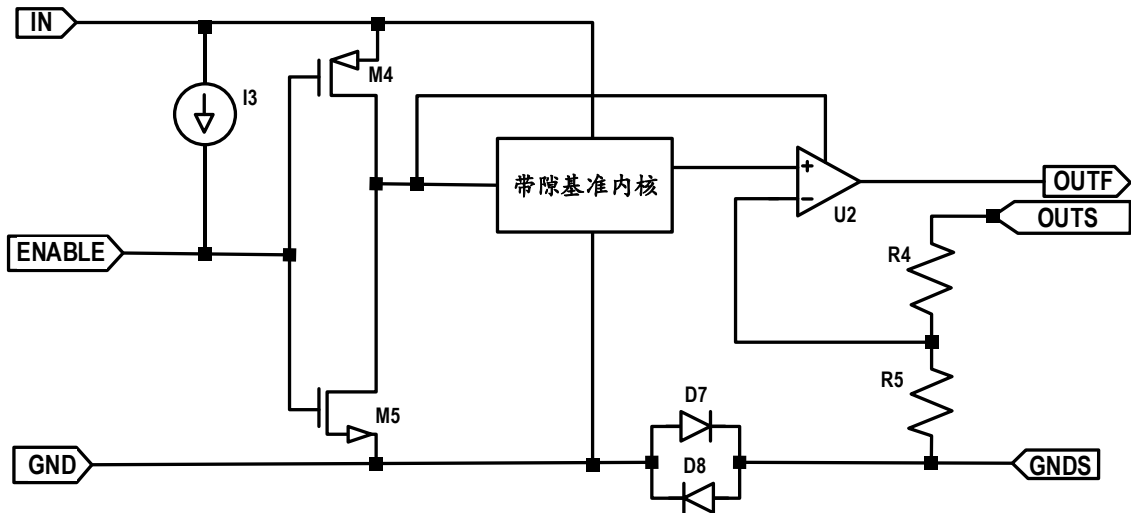 IN
I3
M4
带隙基准内核
+
−
U2
OUTF
OUTS
ENABLE
R4
R5
M5
D7
D8
GND
GNDS